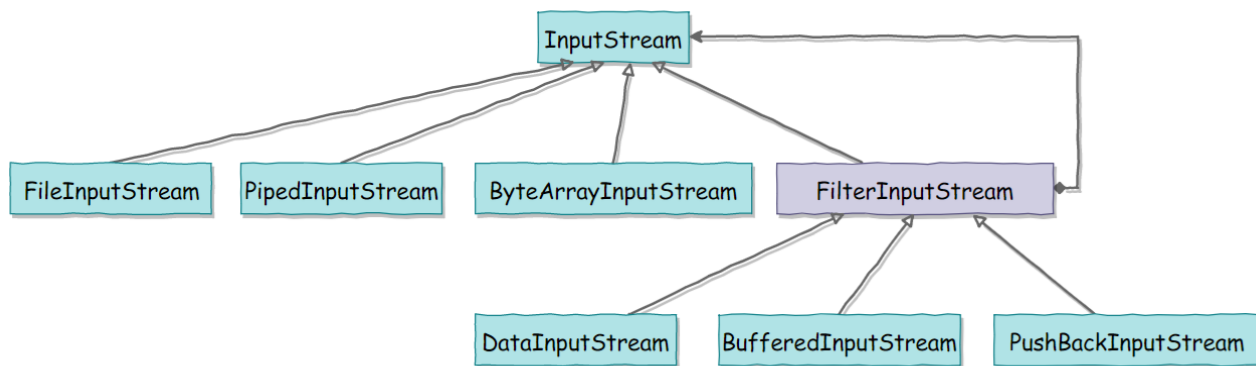 InputStream
FileInputStream
PipedInputStream
ByteArrayInputStream
FilterInputStream
DataInputStream
BufferedInputStream
PushBackInputStream